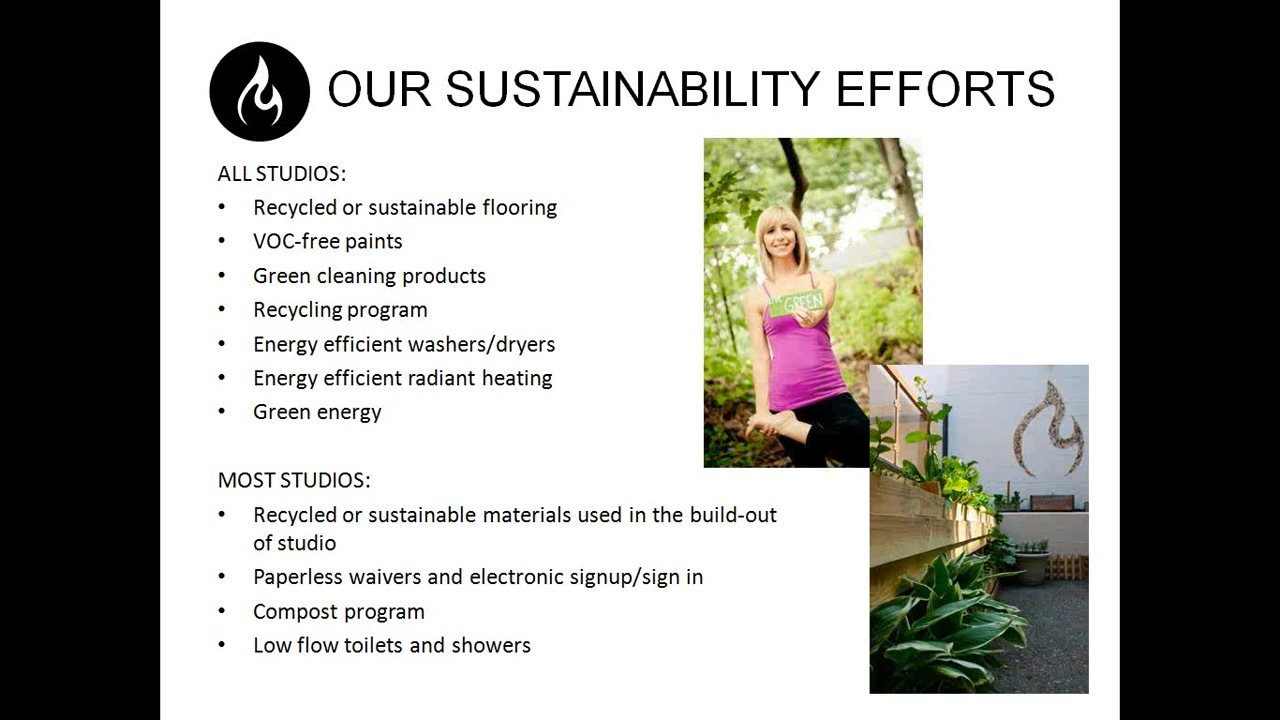 OUR SUSTAINABILITY EFFORTS
ALL STUDIOS:
• Recycled or sustainable flooring
• VOC-free paints
• Green cleaning products
• Recycling program
• Energy efficient washers/dryers
• Energy efficient radiant heating
• Green energy
GREEN
MOST STUDIOS:
• Recycled or sustainable materials used in the build-out
of studio
• Paperless waivers and electronic signup/sign in
• Compost program
• Low flow toilets and showers